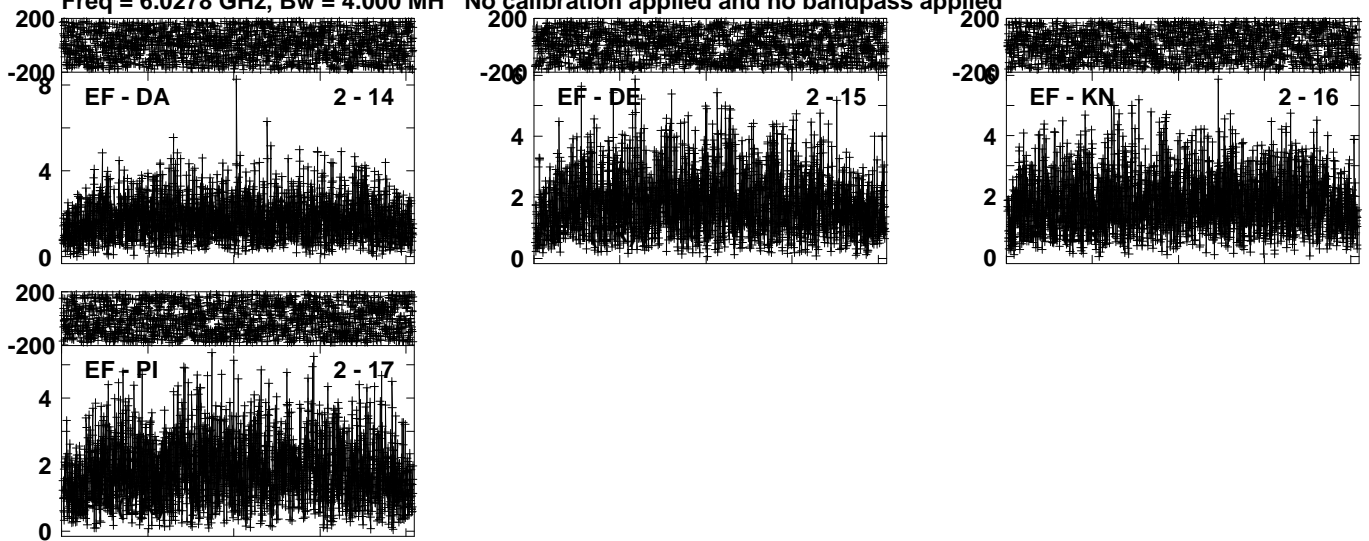 Freq = 6.0278 GHz, Bw = 4.000 MH No calibration applied and no bandpass applied
200 200 200
-200 -200 -200
8 6 6
EF - DA 2 - 14 EF - DE 2 - 15 EF - KN 2 - 16
4 4 4
2 2
0 0 0
200
-200
EF - PI 2 - 17
4
2
0